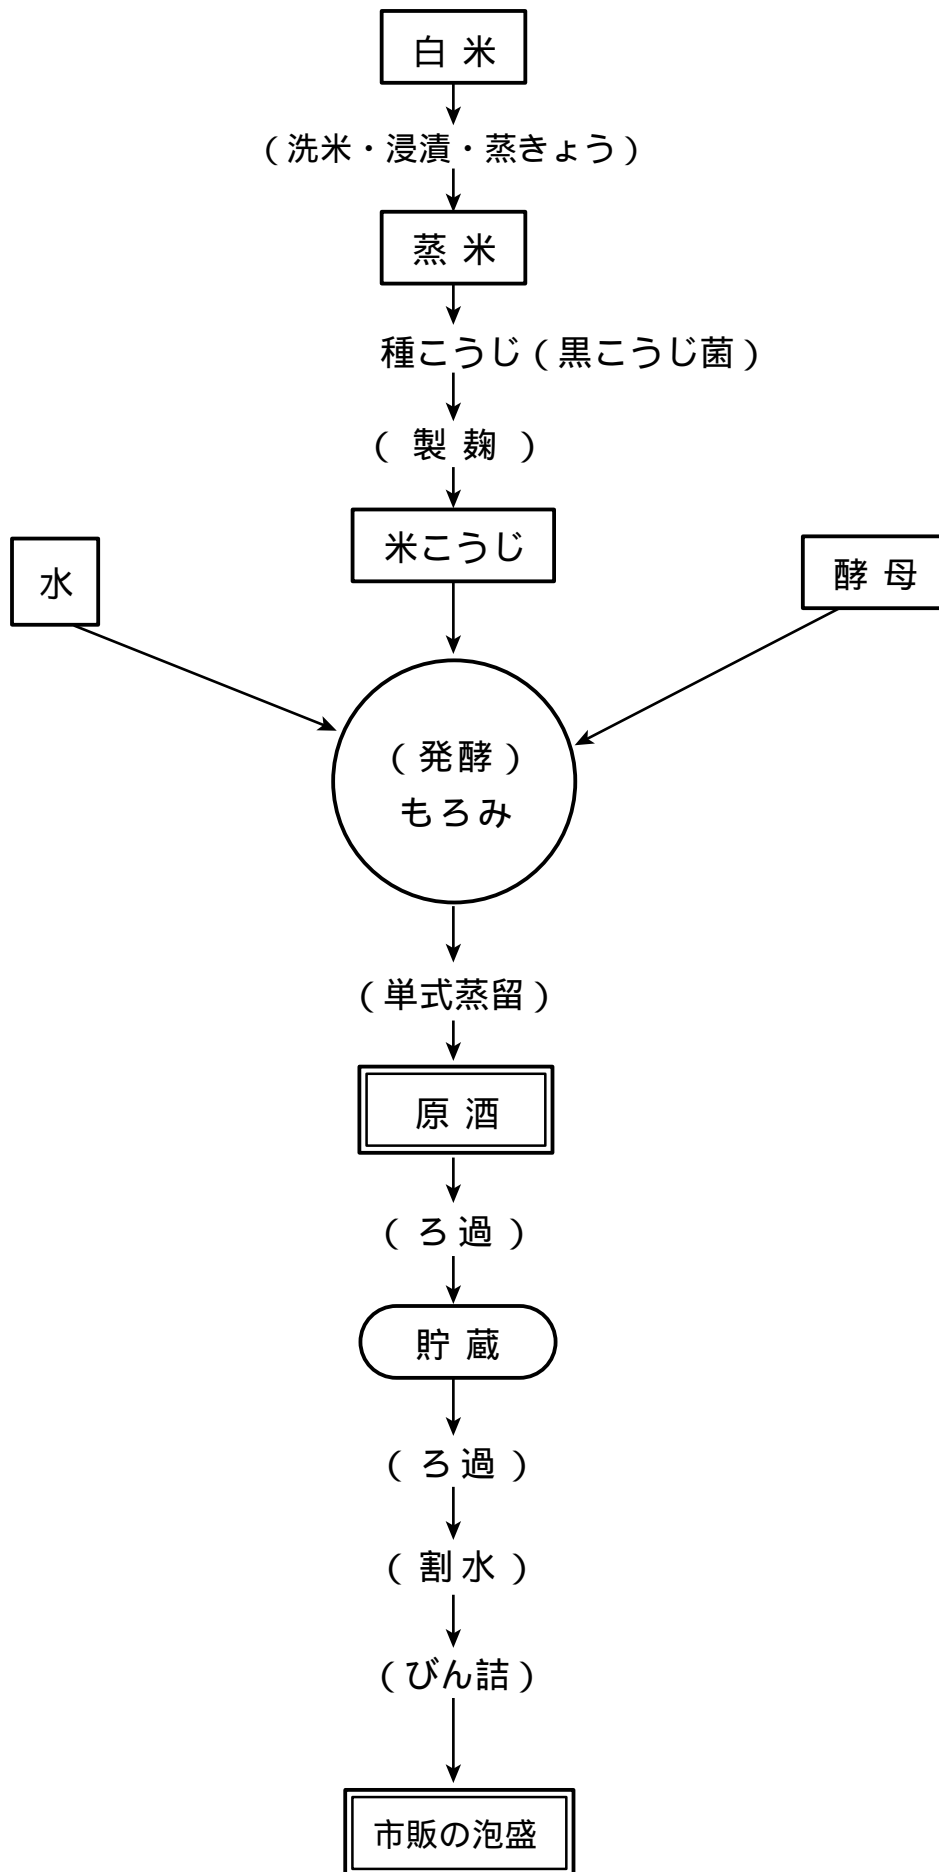 白米
（洗米・浸漬・蒸きょう）
蒸米
種こうじ（黒こうじ菌）
（製麹）
米こうじ
水
酵母
（発酵）
もろみ
（単式蒸留）
原酒
（ろ過）
貯蔵
（ろ過）
（割水）
（びん詰）
市販の泡盛